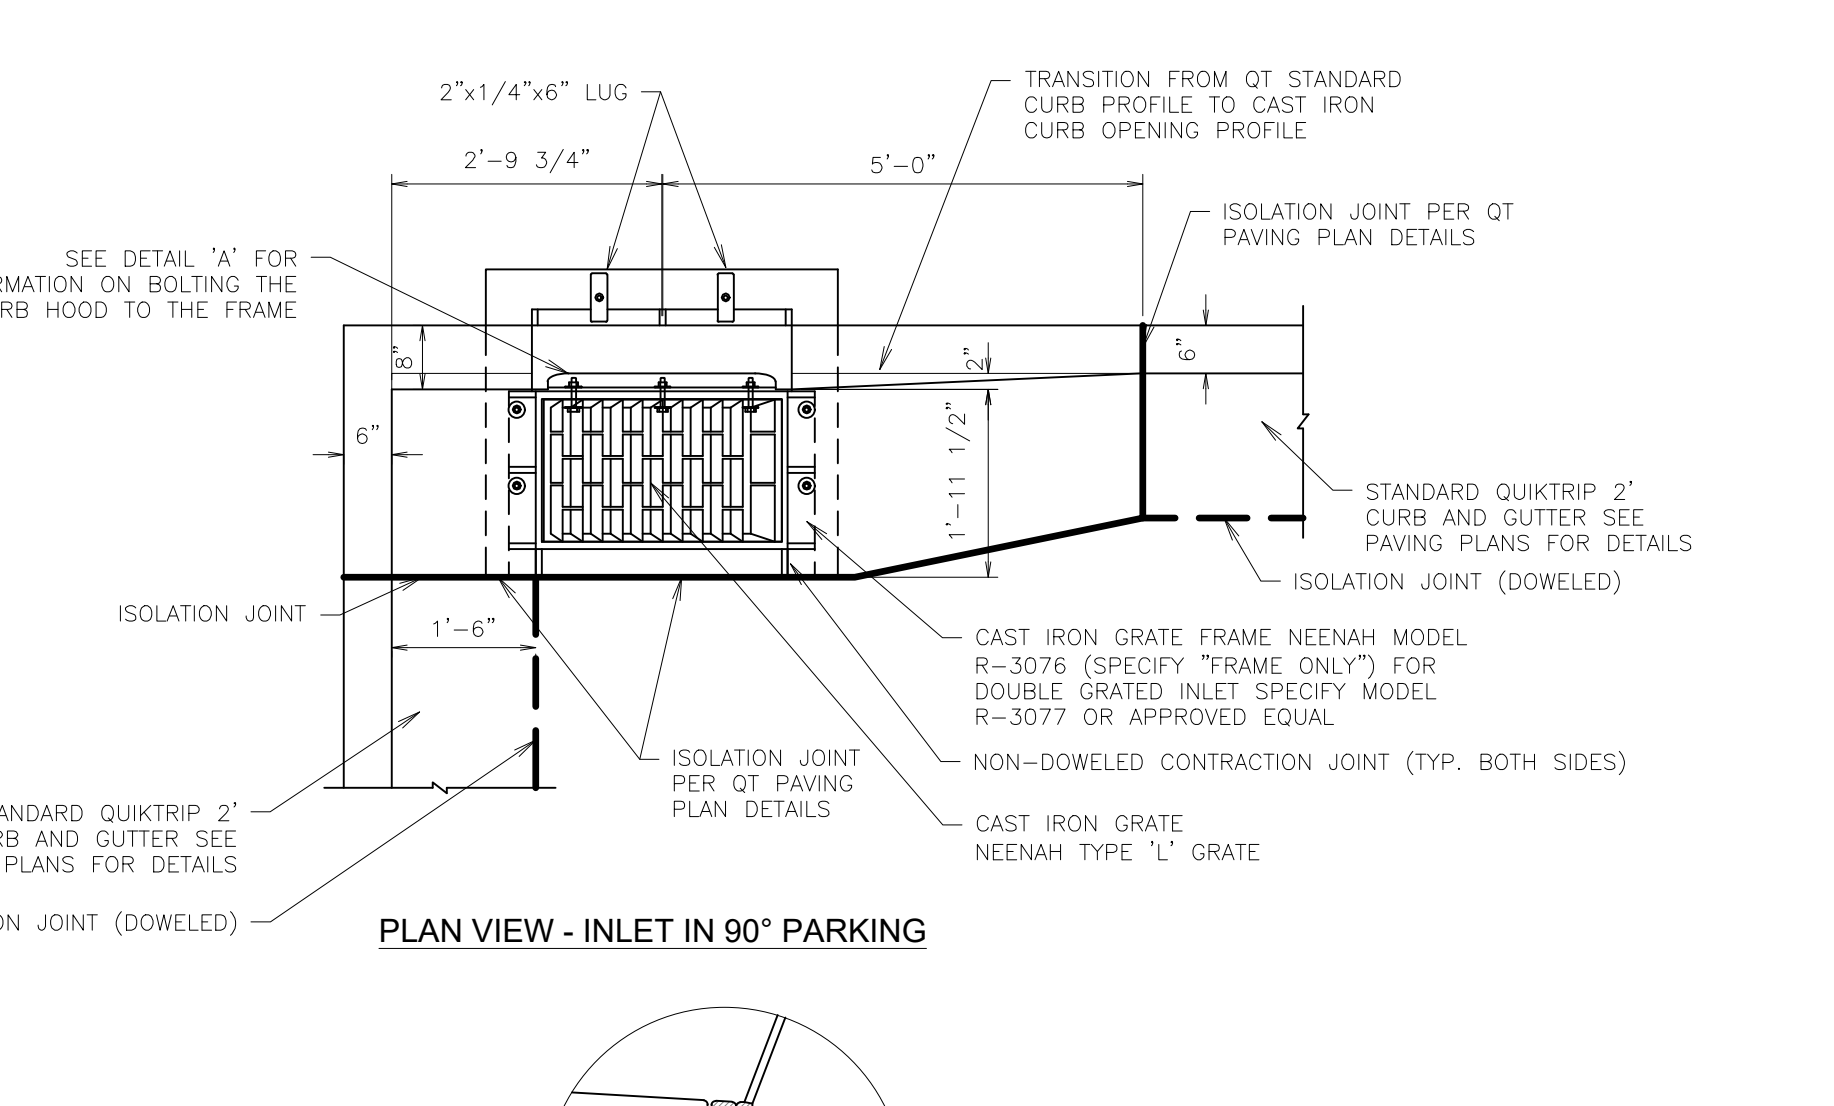 2"x1/4"x6" LUG
TRANSITION FROM QT STANDARD
CURB PROFILE TO CAST IRON
CURB OPENING PROFILE
2'-9 3/4"
5'-0"
ISOLATION JOINT PER QT
PAVING PLAN DETAILS
SEE DETAIL 'A' FOR
RMATION ON BOLTING THE
RB HOOD TO THE FRAME
8"
2"
6"
6"
1'-11 1/2"
STANDARD QUIKTRIP 2'
CURB AND GUTTER SEE
PAVING PLANS FOR DETAILS
ISOLATION JOINT (DOWELED)
ISOLATION JOINT
1'-6"
CAST IRON GRATE FRAME NEENAH MODEL
R-3076 (SPECIFY "FRAME ONLY") FOR
DOUBLE GRATED INLET SPECIFY MODEL
R-3077 OR APPROVED EQUAL
ISOLATION JOINT
PER QT PAVING
PLAN DETAILS
NON-DOWELED CONTRACTION JOINT (TYP. BOTH SIDES)
CAST IRON GRATE
NEENAH TYPE 'L' GRATE
ANDARD QUIKTRIP 2'
RB AND GUTTER SEE
PLANS FOR DETAILS
ON JOINT (DOWELED)
PLAN VIEW - INLET IN 90° PARKING